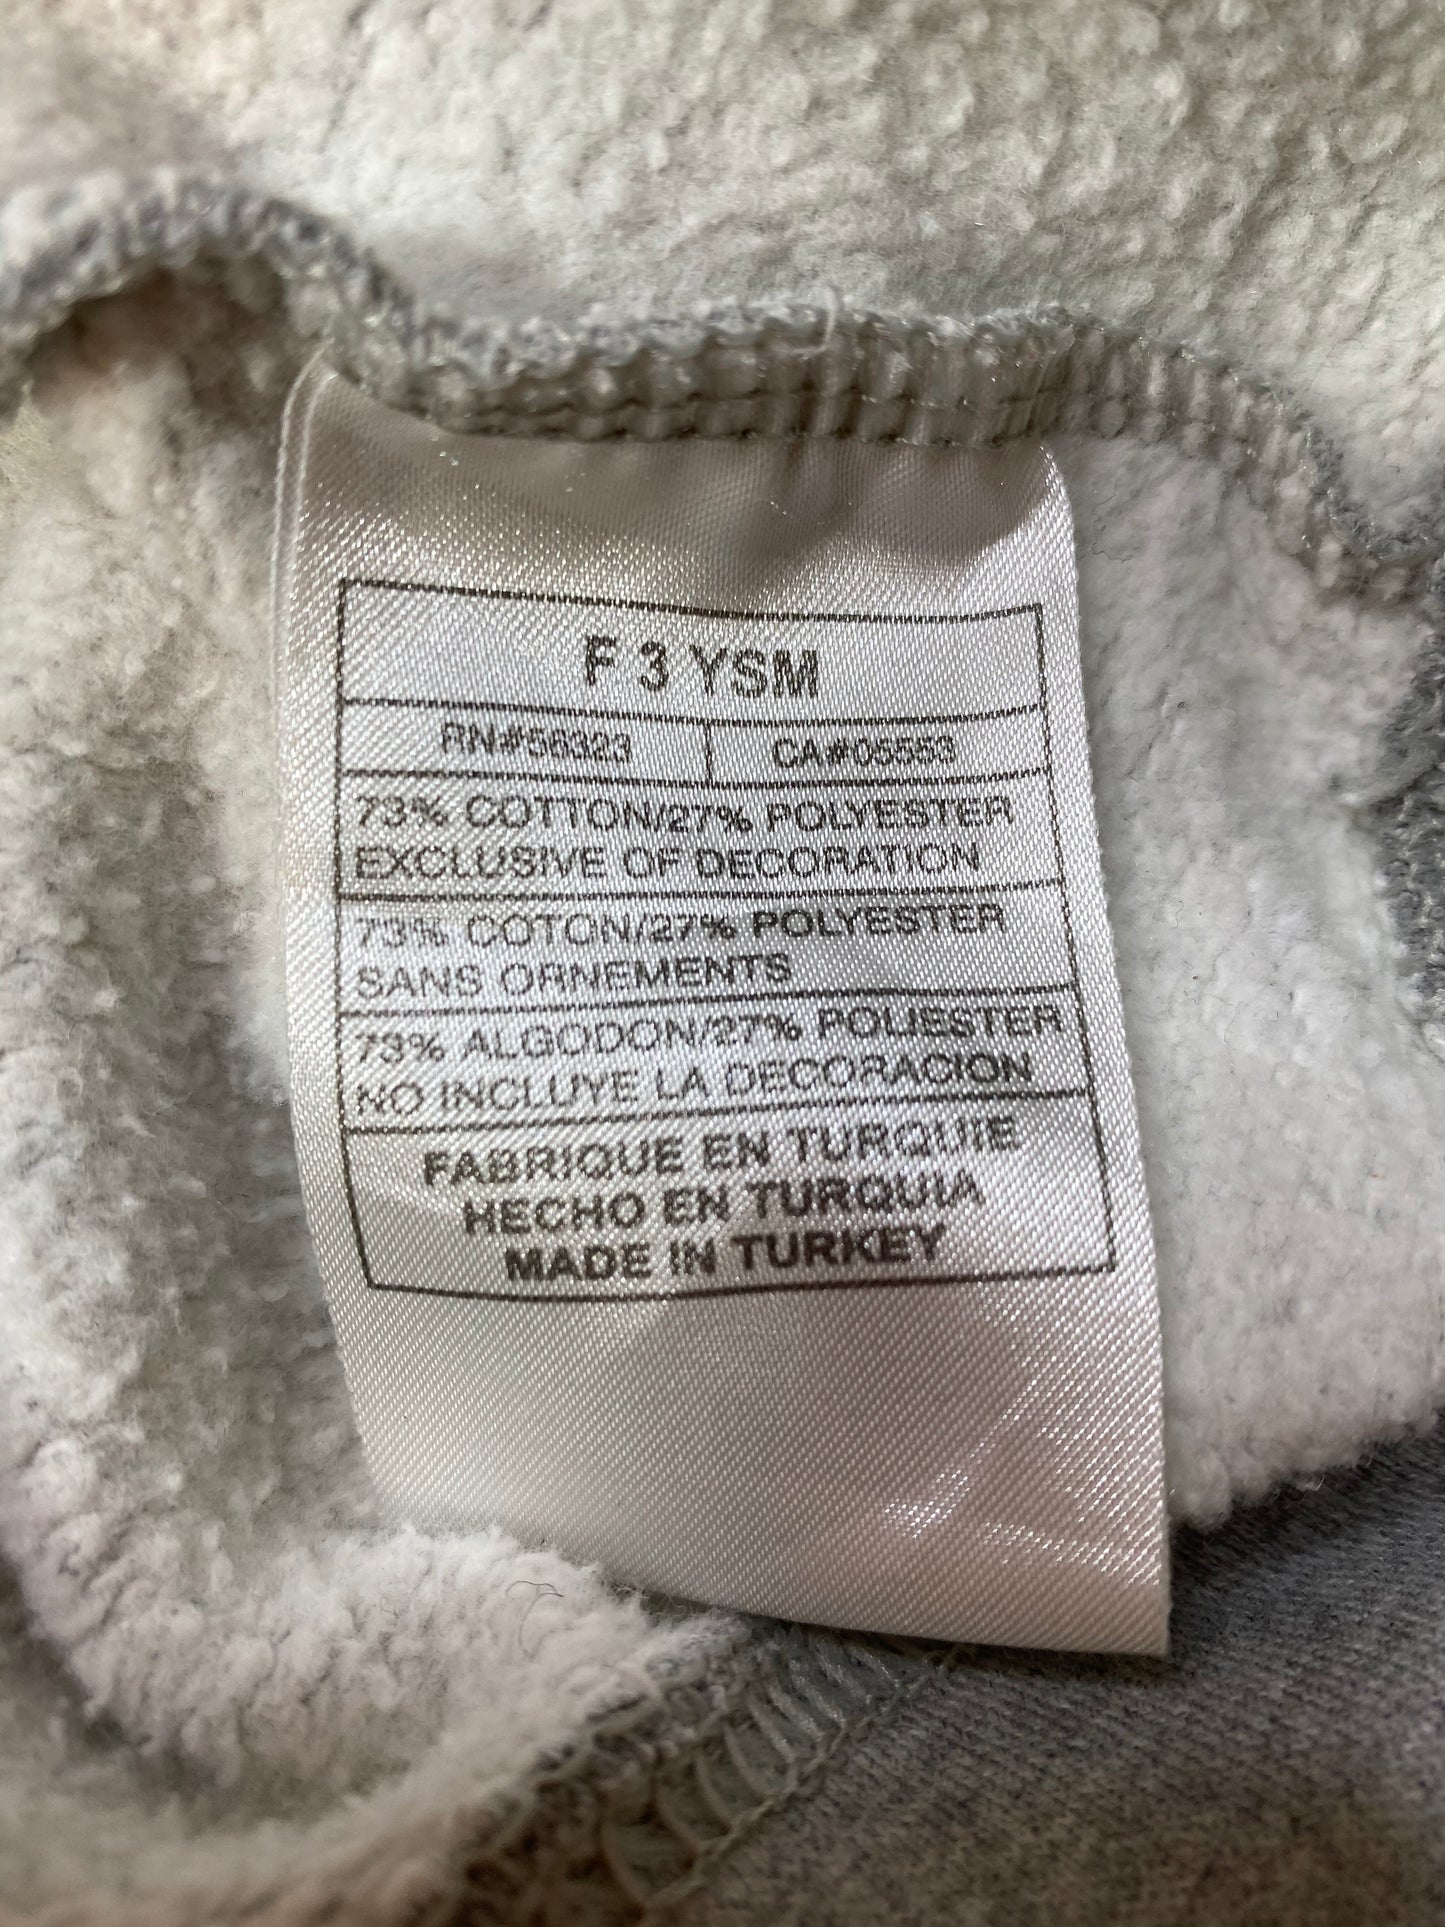 F 3 YSM
RN#56323 CA#05553
73% COTTON/27% POLYESTER
EXCLUSIVE OF DECORATION
73% COTON/27% POLYESTER
SANS ORNEMENTS
73% ALGODON/27% POLIESTER
NO INCLUYE LA DECORACION
FABRIQUE EN TURQUIE
HECHO EN TURQUIA
MADE IN TURKEY